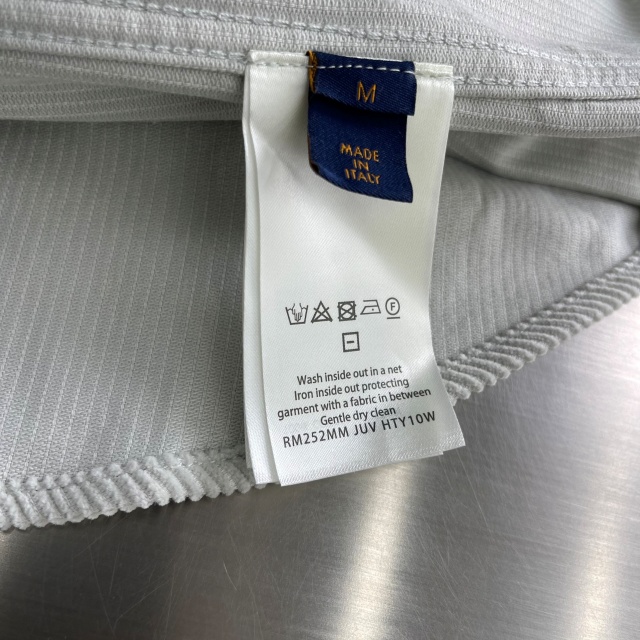 M
MADE
IN
ITALY
F
Wash inside out in a net
Iron inside out protecting
garment with a fabric in between
Gentle dry clean
RM252MM JUV HTY10W